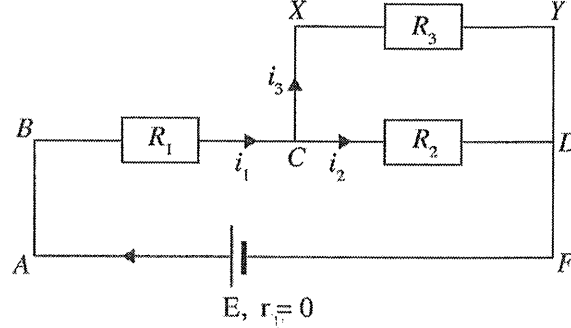 X R₃ Y
i₃
B R₁ i₁ C i₂ R₂ D
A F
E, r = 0